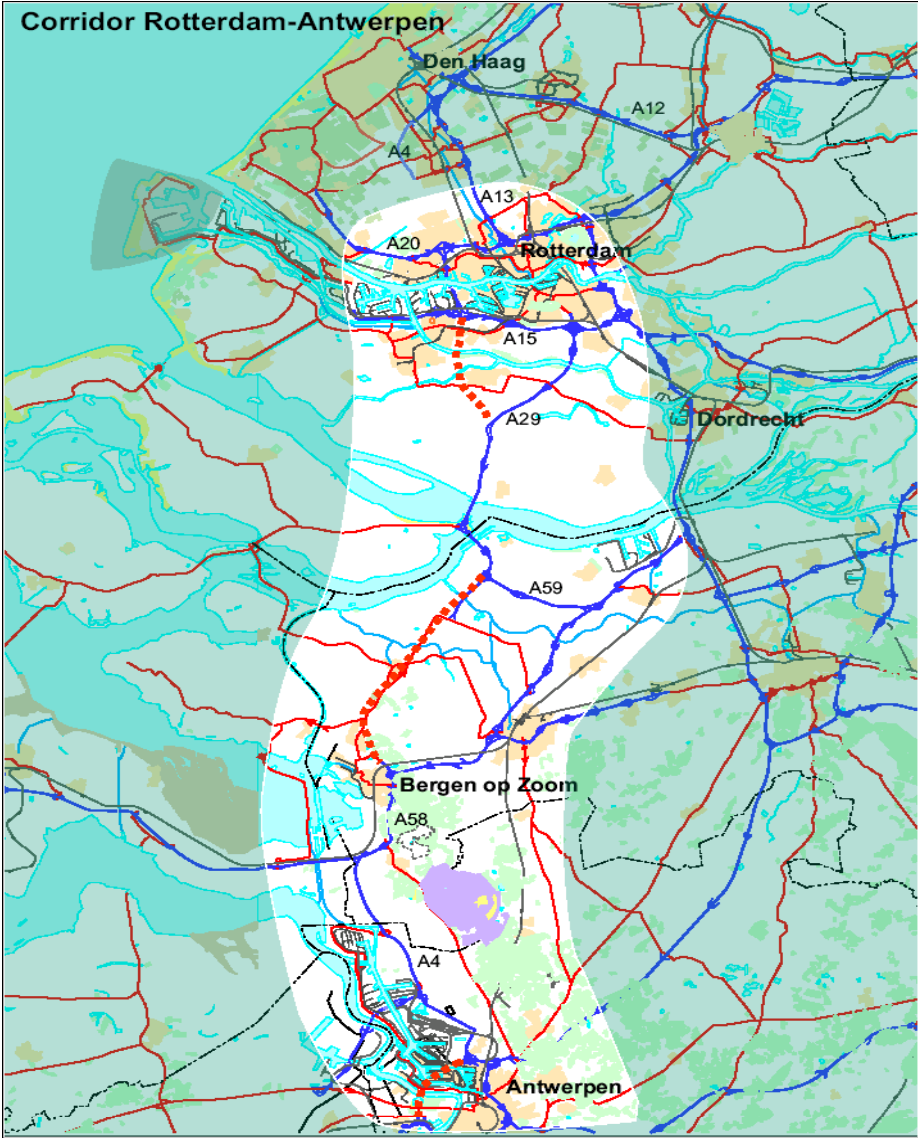 Corridor Rotterdam-Antwerpen
Den Haag
A12
A4
A13
A20
Rotterdam
A15
A29
Dordrecht
A59
Bergen op Zoom
A58
A4
Antwerpen